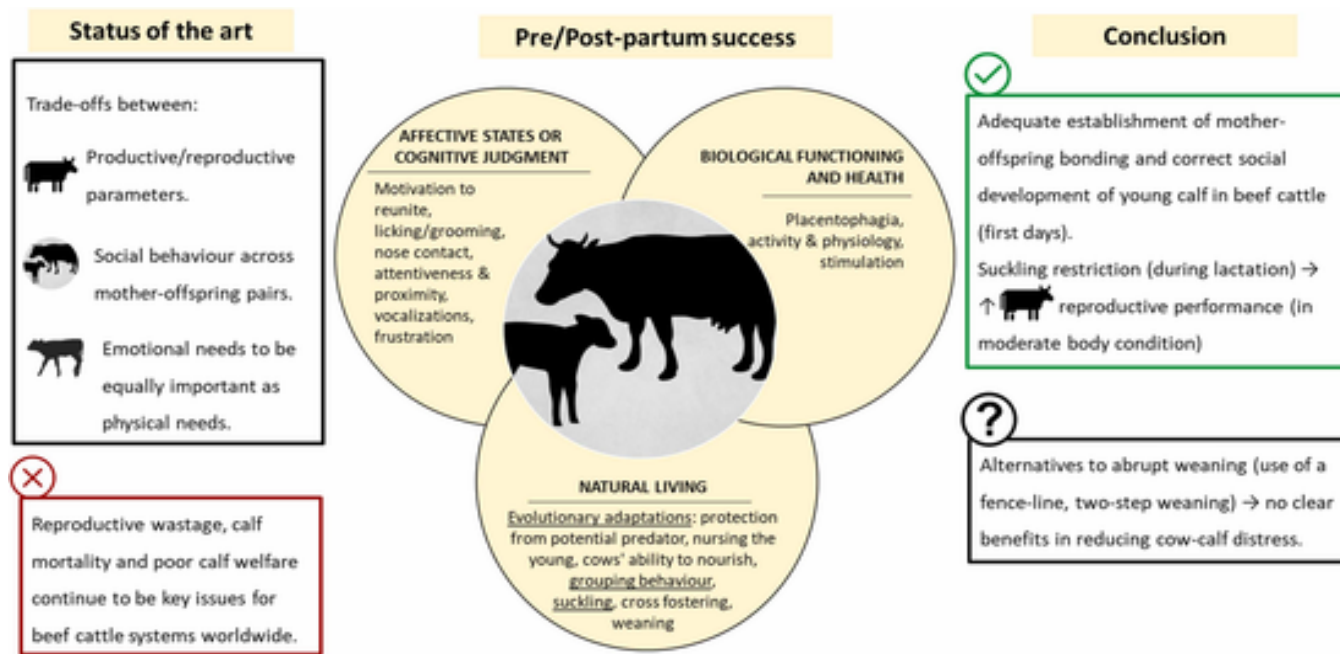 Status of the art
Trade-offs between:
Productive/reproductive
parameters.
Social behaviour across
mother-offspring pairs.
Emotional needs to be
equally important as
physical needs.
Reproductive wastage, calf
mortality and poor calf welfare
continue to be key issues for
beef cattle systems worldwide.
Pre/Post-partum success
AFFECTIVE STATES OR
COGNITIVE JUDGMENT
Motivation to
reunite,
licking/grooming,
nose contact,
attentiveness &
proximity,
vocalizations,
frustration
BIOLOGICAL FUNCTIONING
AND HEALTH
Placentophagia,
activity & physiology,
stimulation
NATURAL LIVING
Evolutionary adaptations: protection
from potential predator, nursing the
young, cows' ability to nourish,
grouping behaviour,
suckling, cross fostering,
weaning
Conclusion
Adequate establishment of mother-
offspring bonding and correct social
development of young calf in beef cattle
(first days).
Suckling restriction (during lactation) →
↑ reproductive performance (in
moderate body condition)
?
Alternatives to abrupt weaning (use of a
fence-line, two-step weaning) → no clear
benefits in reducing cow-calf distress.